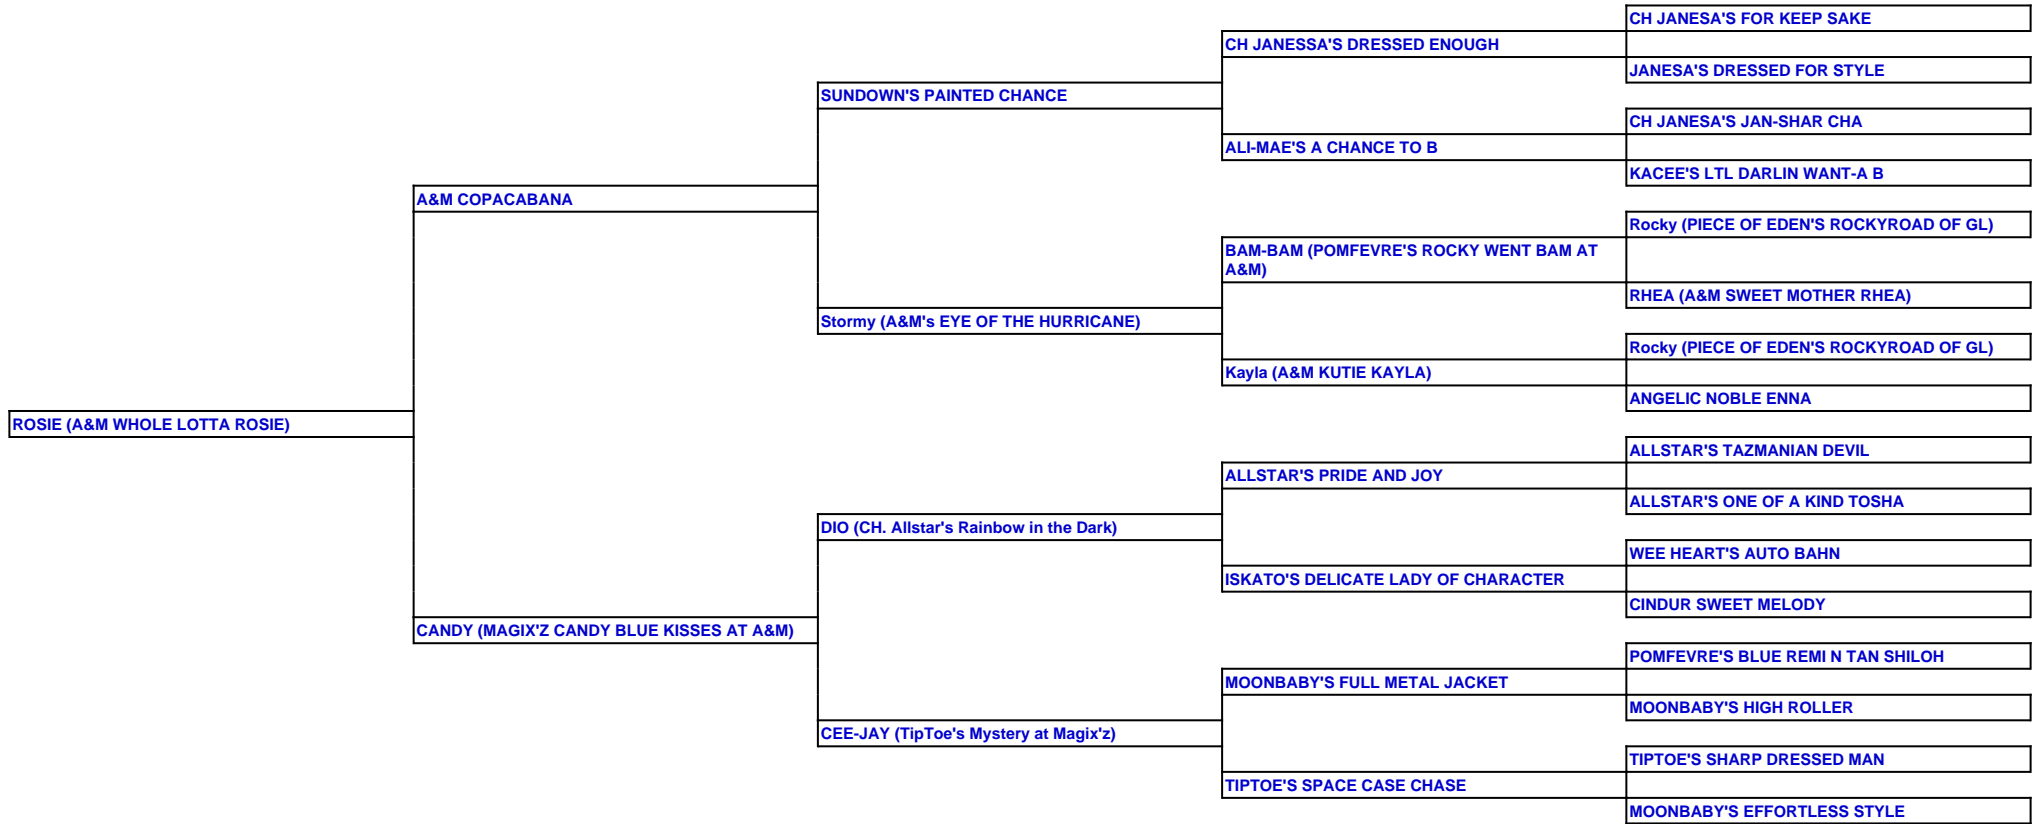 CH JANESA'S FOR KEEP SAKE
CH JANESSA'S DRESSED ENOUGH
JANESA'S DRESSED FOR STYLE
SUNDOWN'S PAINTED CHANCE
CH JANESA'S JAN-SHAR CHA
ALI-MAE'S A CHANCE TO B
KACEE'S LTL DARLIN WANT-A B
A&M COPACABANA
Rocky (PIECE OF EDEN'S ROCKYROAD OF GL)
BAM-BAM (POMFEVRE'S ROCKY WENT BAM AT
A&M)
RHEA (A&M SWEET MOTHER RHEA)
Stormy (A&M's EYE OF THE HURRICANE)
Rocky (PIECE OF EDEN'S ROCKYROAD OF GL)
Kayla (A&M KUTIE KAYLA)
ANGELIC NOBLE ENNA
ROSIE (A&M WHOLE LOTTA ROSIE)
ALLSTAR'S TAZMANIAN DEVIL
ALLSTAR'S PRIDE AND JOY
ALLSTAR'S ONE OF A KIND TOSHA
DIO (CH. Allstar's Rainbow in the Dark)
WEE HEART'S AUTO BAHN
ISKATO'S DELICATE LADY OF CHARACTER
CINDUR SWEET MELODY
CANDY (MAGIX'Z CANDY BLUE KISSES AT A&M)
POMFEVRE'S BLUE REMI N TAN SHILOH
MOONBABY'S FULL METAL JACKET
MOONBABY'S HIGH ROLLER
CEE-JAY (TipToe's Mystery at Magix'z)
TIPTOE'S SHARP DRESSED MAN
TIPTOE'S SPACE CASE CHASE
MOONBABY'S EFFORTLESS STYLE